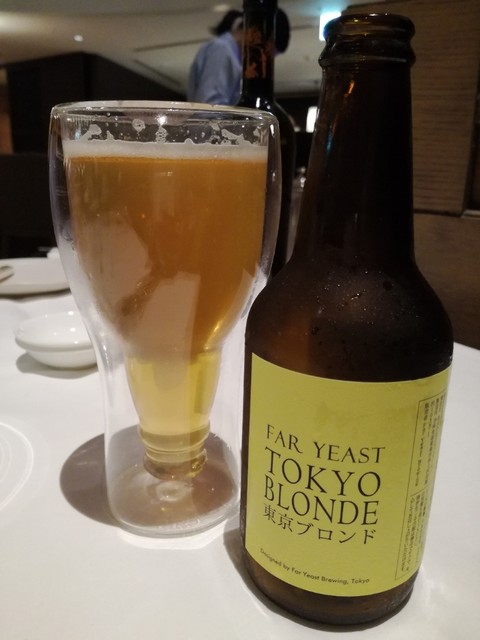 FAR YEAST
TOKYO
BLONDE
東京ブロンド
Designed by Far Yeast Brewing, Tokyo